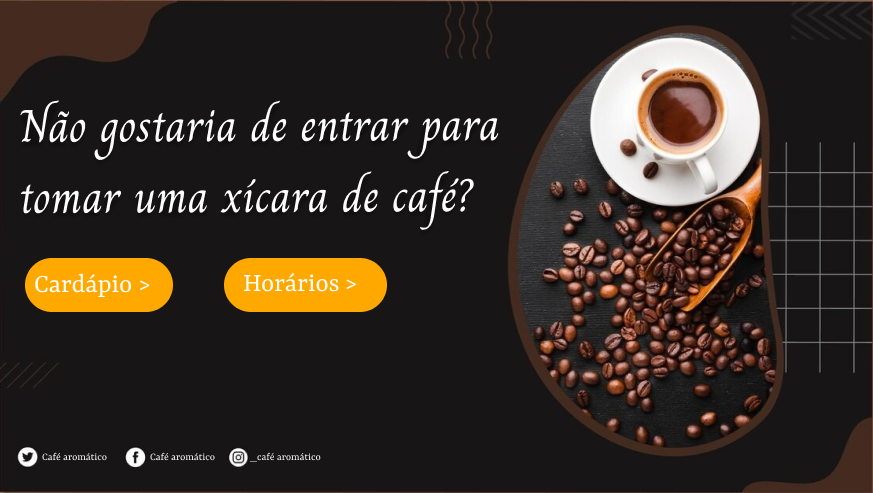 Não gostaria de entrar para
tomar uma xícara de café?
Cardápio >
Horários >
Café aromático
Café aromático
_café aromático